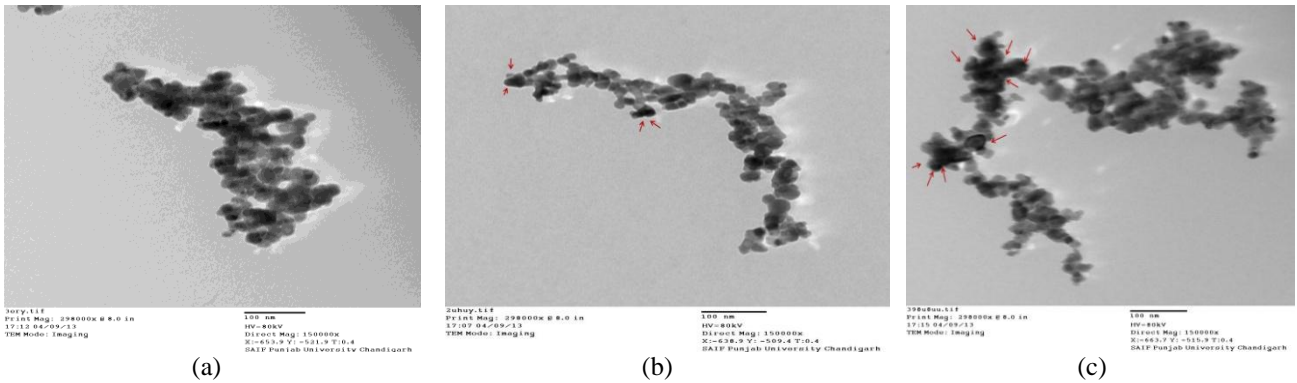 3ory.tif
Print Mag: 298000x @ 8.0 in
17:12 04/09/13
TEM Mode: Imaging
100 nm
HV=80kV
Direct Mag: 150000x
X:-653.9 Y: -521.9 T:0.4
SAIF Punjab University Chandigarh
(a)
2uhuy.tif
Print Mag: 298000x @ 8.0 in
17:07 04/09/13
TEM Mode: Imaging
100 nm
HV=80kV
Direct Mag: 150000x
X:-638.9 Y: -509.4 T:0.4
SAIF Punjab University Chandigarh
(b)
Print Mag: 298000x @ 8.0 in
17:15 04/09/13
TEM Mode: Imaging
100 nm
HV=80kV
Direct Mag: 150000x
X:-663.7 Y: -515.9 T:0.4
SAIF Punjab University Chandigarh
(c)